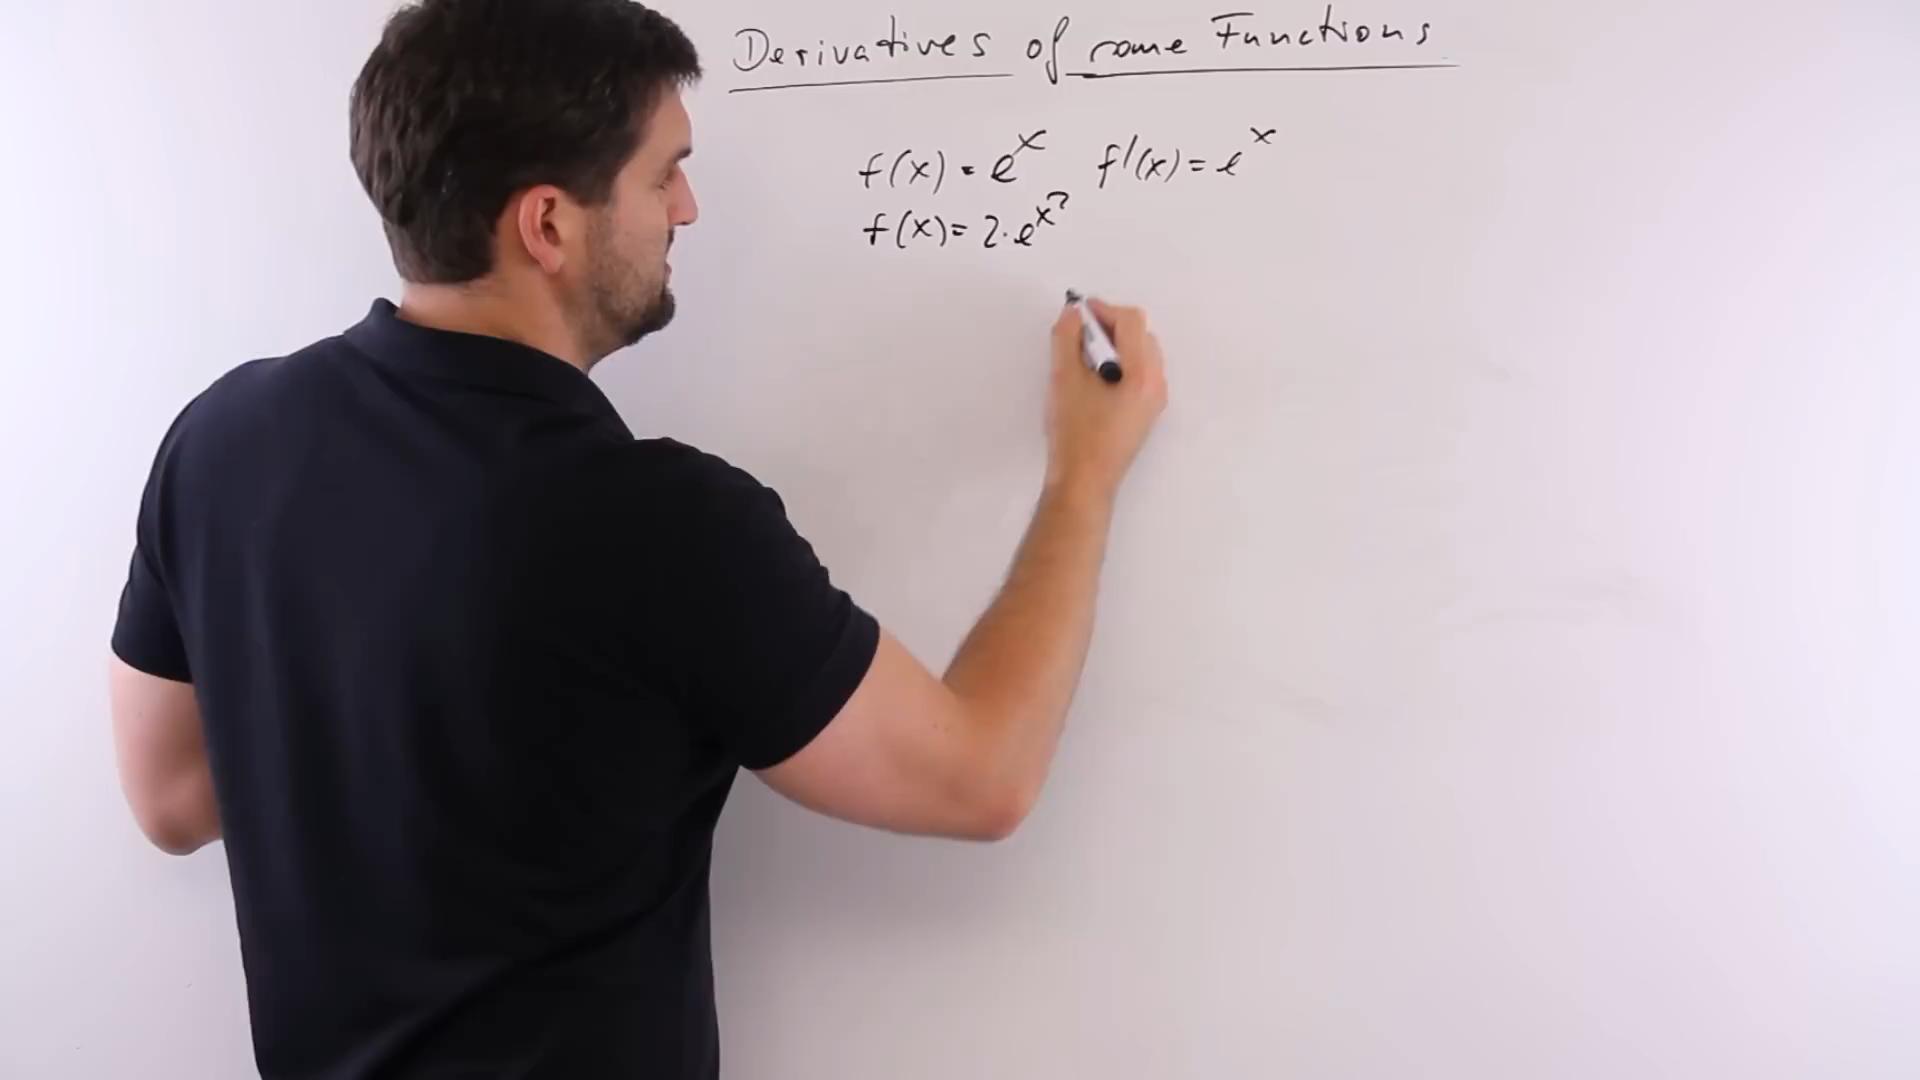 Derivatives of some Functions
f(x) = e^x f'(x) = e^x
f(x) = 2·e^x²